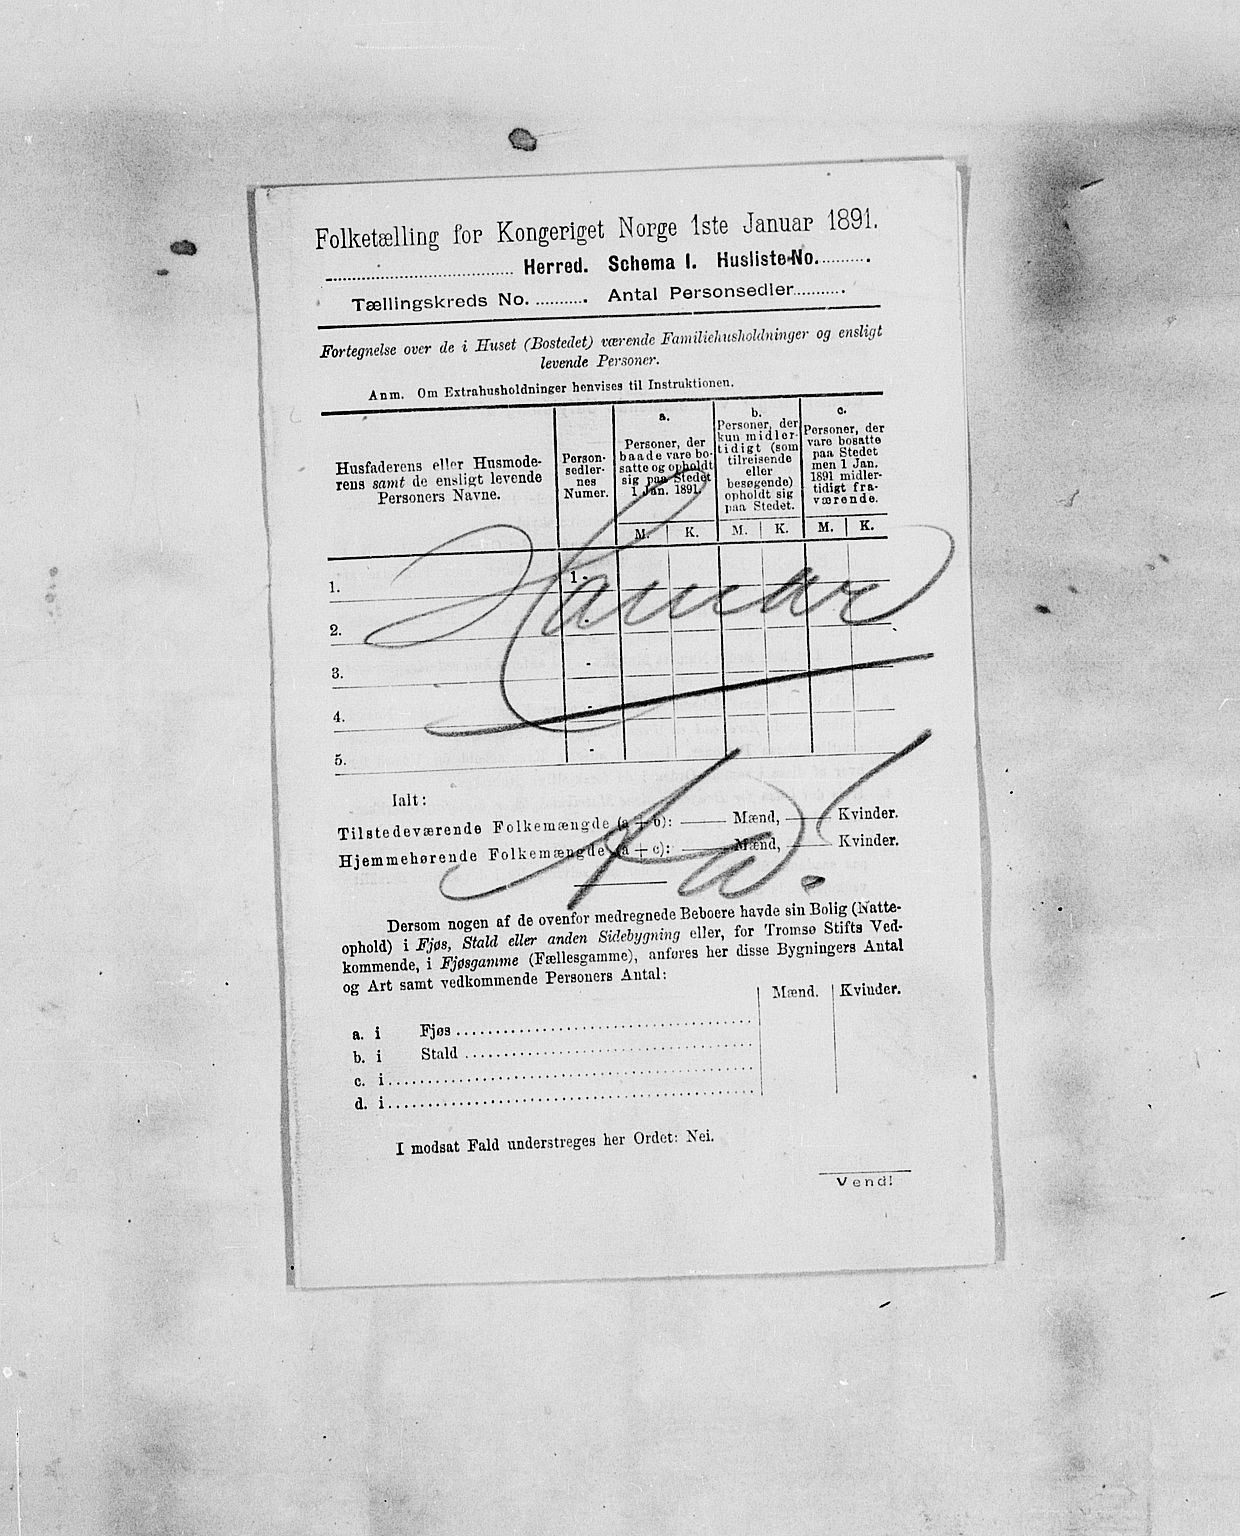 Folketælling for Kongeriget Norge 1ste Januar 1891.
Herred. Schema I. Husliste No.
Tællingskreds No. Antal Personsedler
Fortegnelse over de i Huset (Bostedet) værende Familiehusholdninger og ensligt
levende Personer.
Anm. Om Extrahusholdninger henvises til Instruktionen.
Husfaderens eller Husmode-
rens samt de ensligt levende
Personers Navne.
Person-
sedler-
nes
Numer.
a.
Personer, der
baade vare bo-
satte og opholdt
sig paa Stedet
1 Jan. 1891.
b.
Personer, der
kun midler-
tidigt (som
tilreisende
eller
besøgende)
opholdt sig
paa Stedet.
c.
Personer, der
vare bosatte
paa Stedet
men 1 Jan.
1891 midler-
tidigt fra-
værende.
M. K. M. K. M. K.
1. 1 -
2. -
3. -
4. -
5. -
Ialt:
Tilstedeværende Folkemængde (a + b): Mænd, Kvinder.
Hjemmehørende Folkemængde (a + c): Mænd, Kvinder.
Dersom nogen af de ovenfor medregnede Beboere havde sin Bolig (Natte-
ophold) i Fjøs, Stald eller anden Sidebygning eller, for Tromsø Stifts Ved-
kommende, i Fjøsgamme (Fællesgamme), anføres her disse Bygningers Antal
og Art samt vedkommende Personers Antal:
Mænd. Kvinder.
a. i Fjøs
b. i Stald
c. i
d. i
I modsat Fald understreges her Ordet: Nei.
Vend!